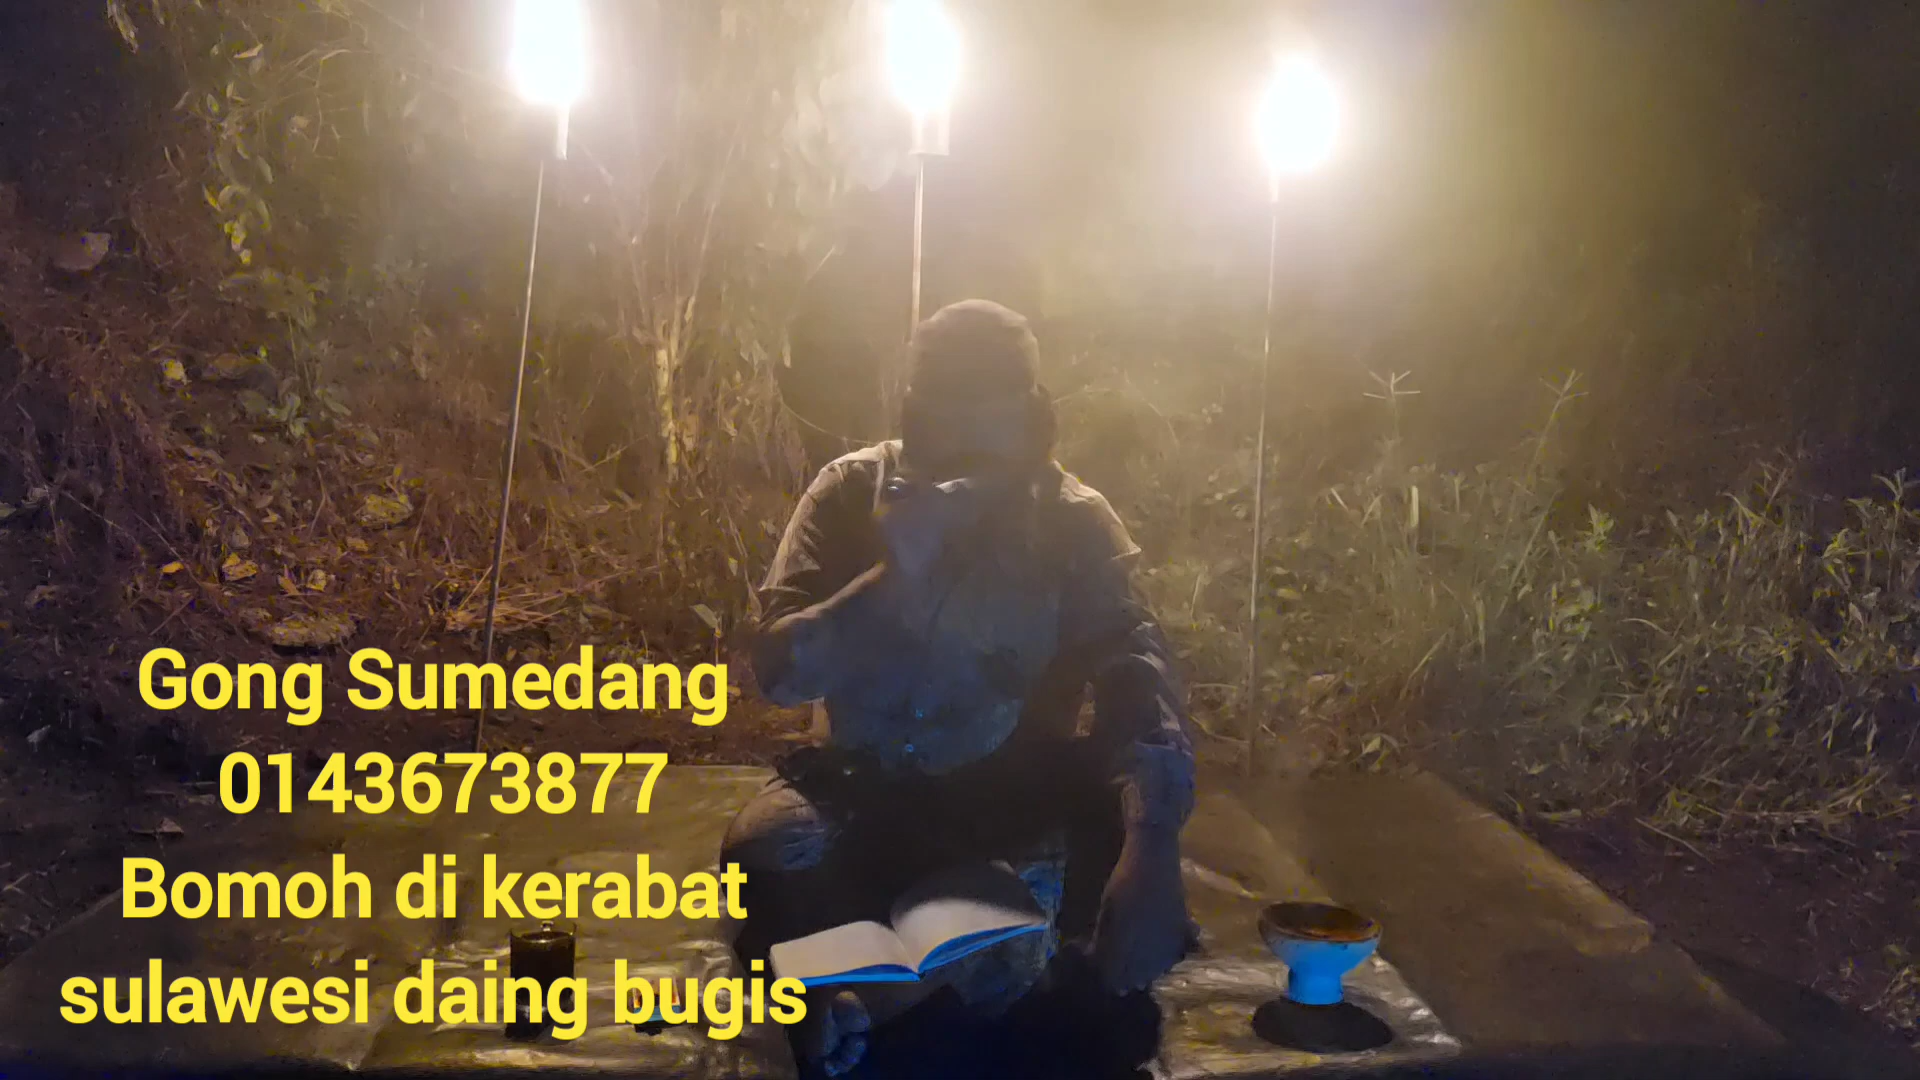 Gong Sumedang
0143673877
Bomoh di kerabat
sulawesi daing bugis